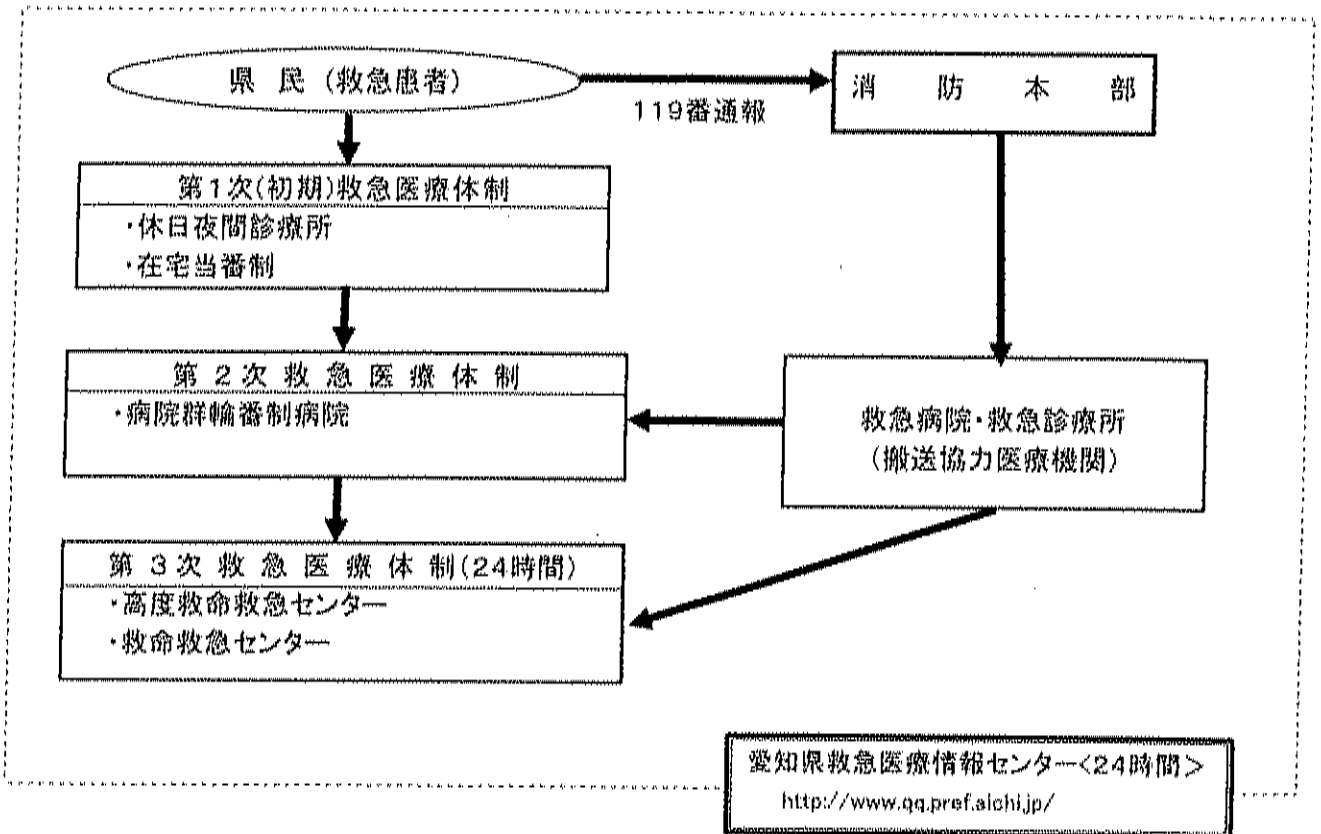 県民（救急患者）
119番通報
消防本部
第1次(初期)救急医療体制
・休日夜間診療所
・在宅当番制
第2次救急医療体制
・病院群輪番制病院
救急病院・救急診療所
（搬送協力医療機関）
第3次救急医療体制(24時間)
・高度救命救急センター
・救命救急センター
愛知県救急医療情報センター<24時間>
http://www.qq.pref.aichi.jp/